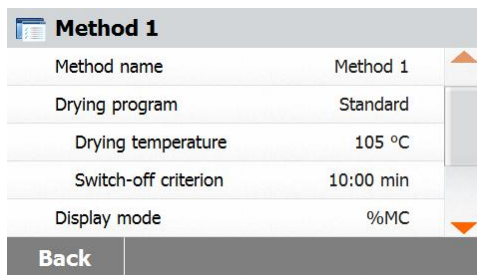 Method 1
Method name Method 1
Drying program Standard
Drying temperature 105 ºC
Switch-off criterion 10:00 min
Display mode %MC
Back